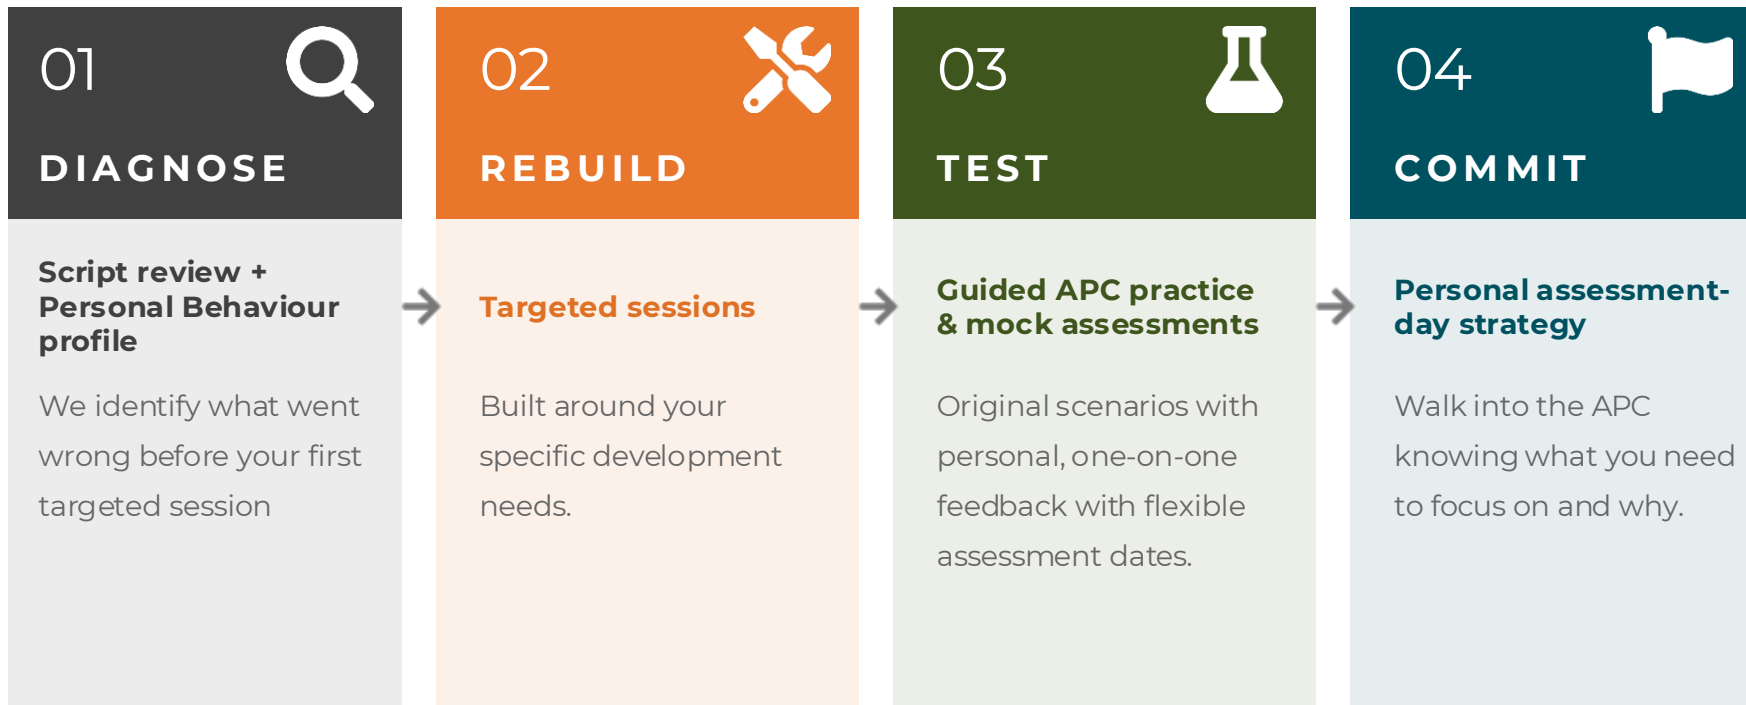 01
DIAGNOSE
Script review +
Personal Behaviour
profile
We identify what went
wrong before your first
targeted session
02
REBUILD
Targeted sessions
Built around your
specific development
needs.
03
TEST
Guided APC practice
& mock assessments
Original scenarios with
personal, one-on-one
feedback with flexible
assessment dates.
04
COMMIT
Personal assessment-
day strategy
Walk into the APC
knowing what you need
to focus on and why.